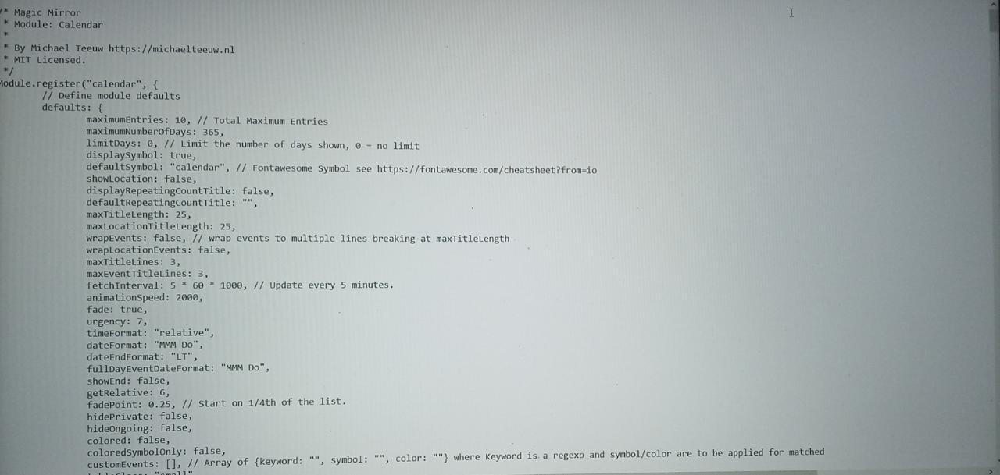 /* Magic Mirror
 * Module: Calendar
 *
 * By Michael Teeuw https://michaelteeuw.nl
 * MIT Licensed.
 */
Module.register("calendar", {
	// Define module defaults
	defaults: {
		maximumEntries: 10, // Total Maximum Entries
		maximumNumberOfDays: 365,
		limitDays: 0, // Limit the number of days shown, 0 = no limit
		displaySymbol: true,
		defaultSymbol: "calendar", // Fontawesome Symbol see https://fontawesome.com/cheatsheet?from=io
		showLocation: false,
		displayRepeatingCountTitle: false,
		defaultRepeatingCountTitle: "",
		maxTitleLength: 25,
		maxLocationTitleLength: 25,
		wrapEvents: false, // wrap events to multiple lines breaking at maxTitleLength
		wrapLocationEvents: false,
		maxTitleLines: 3,
		maxEventTitleLines: 3,
		fetchInterval: 5 * 60 * 1000, // Update every 5 minutes.
		animationSpeed: 2000,
		fade: true,
		urgency: 7,
		timeFormat: "relative",
		dateFormat: "MMM Do",
		dateEndFormat: "LT",
		fullDayEventDateFormat: "MMM Do",
		showEnd: false,
		getRelative: 6,
		fadePoint: 0.25, // Start on 1/4th of the list.
		hidePrivate: false,
		hideOngoing: false,
		colored: false,
		coloredSymbolOnly: false,
		customEvents: [], // Array of {keyword: "", symbol: "", color: ""} where Keyword is a regexp and symbol/color are to be applied for matched